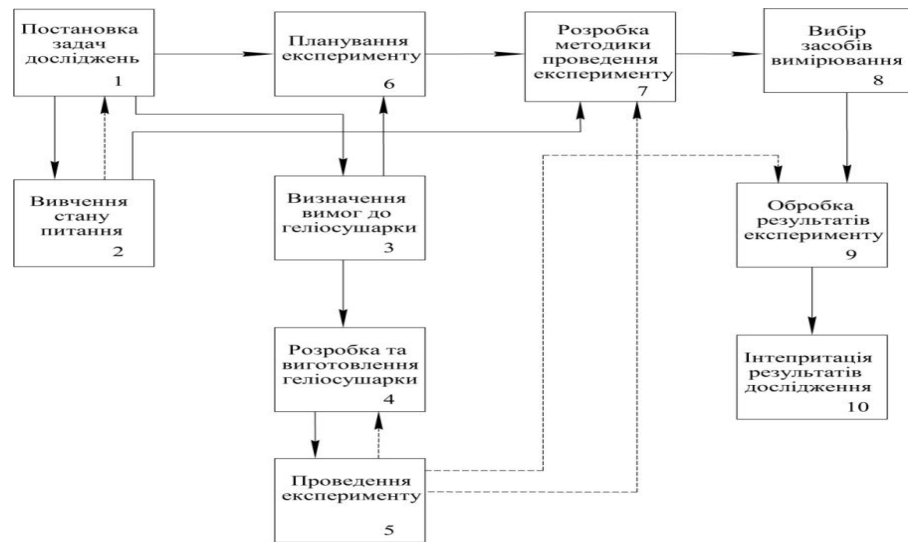 Постановка
задач
досліджень
1
Планування
експерименту
6
Розробка
методики
проведення
експерименту
7
Вибір
засобів
вимірювання
8
Вивчення
стану
питання
2
Визначення
вимог до
геліосушарки
3
Обробка
результатів
експерименту
9
Розробка та
виготовлення
геліосушарки
4
Інтепритація
результатів
дослідження
10
Проведення
експерименту
5